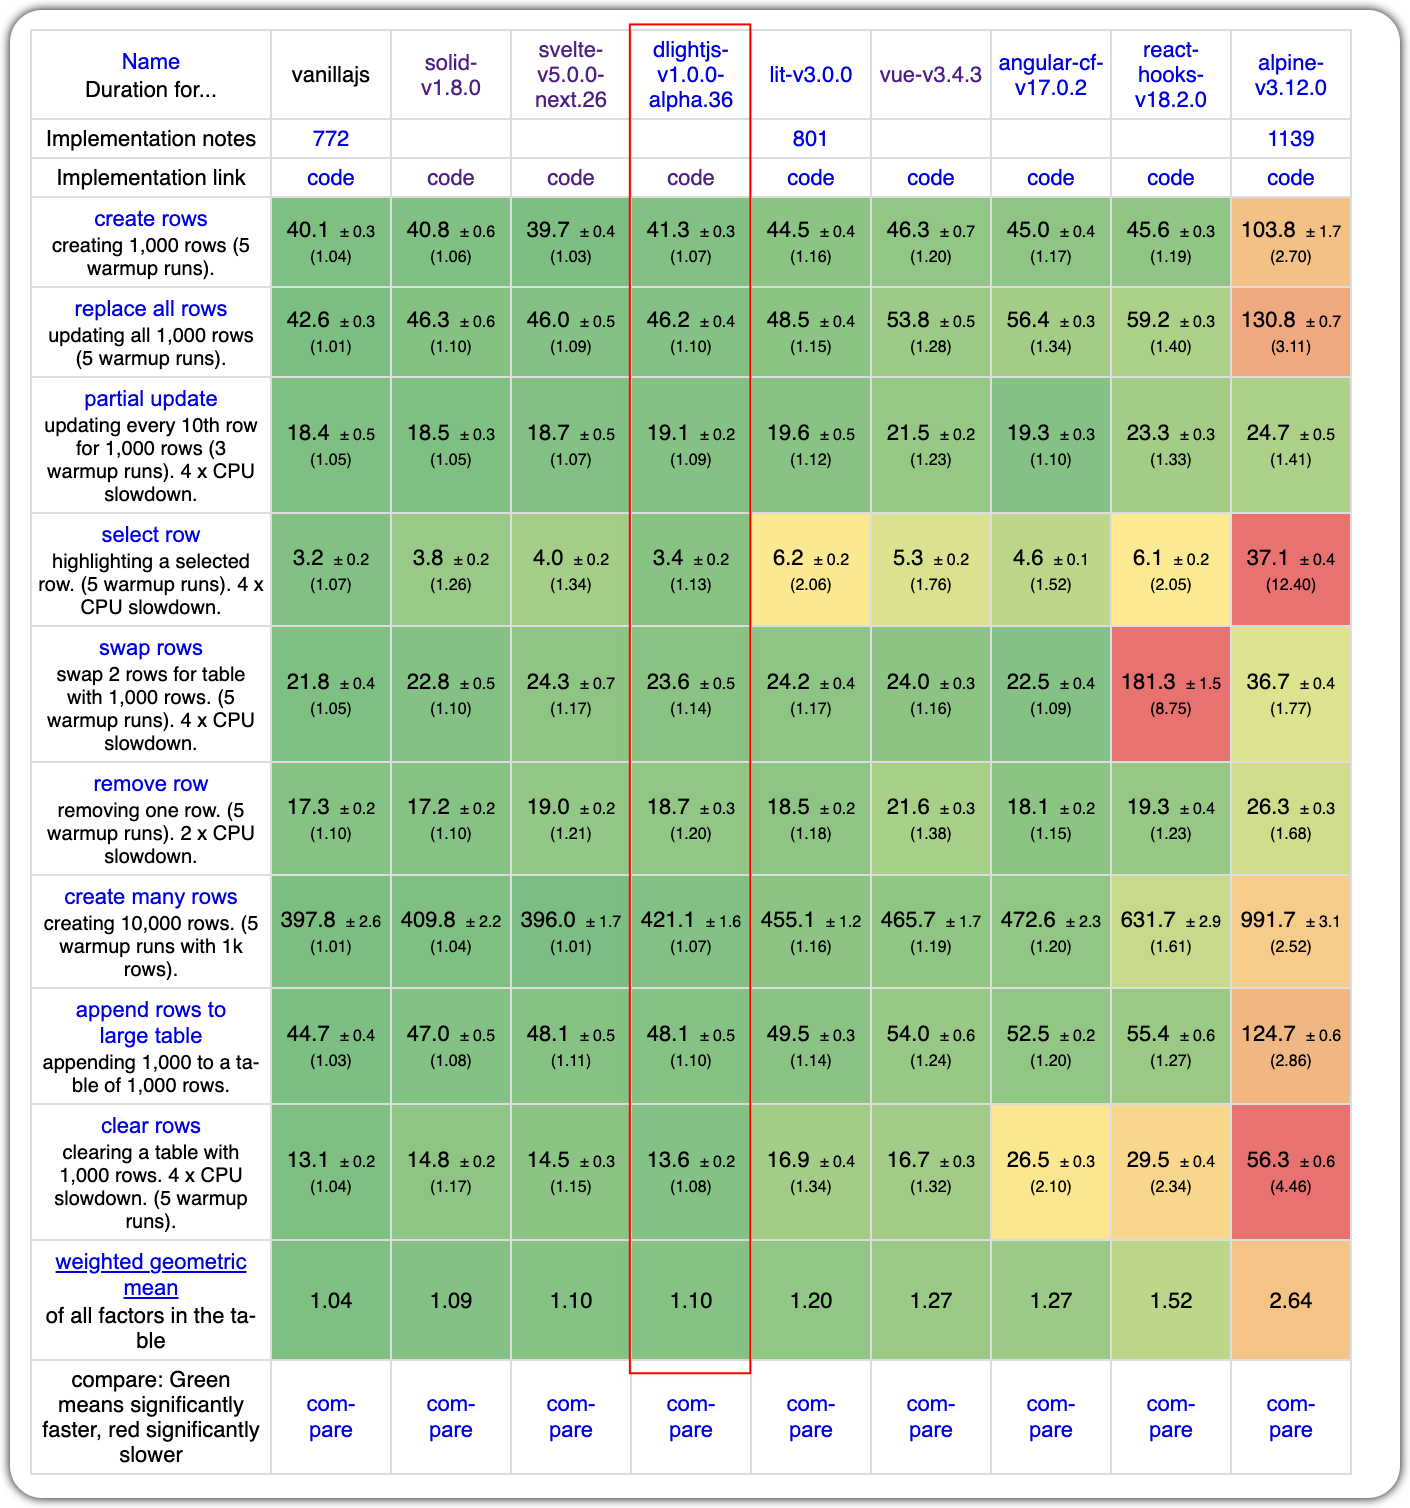 Name
Duration for...
vanillajs
solid-
v1.8.0
svelte-
v5.0.0-
next.26
dlightjs-
v1.0.0-
alpha.36
lit-v3.0.0
vue-v3.4.3
angular-cf-
v17.0.2
react-
hooks-
v18.2.0
alpine-
v3.12.0
Implementation notes
772
801
1139
Implementation link
code code code code code code code code code
create rows
creating 1,000 rows (5
warmup runs).
40.1 ± 0.3 40.8 ± 0.6 39.7 ± 0.4 41.3 ± 0.3 44.5 ± 0.4 46.3 ± 0.7 45.0 ± 0.4 45.6 ± 0.3 103.8 ± 1.7
(1.04) (1.06) (1.03) (1.07) (1.16) (1.20) (1.17) (1.19) (2.70)
replace all rows
updating all 1,000 rows
(5 warmup runs).
42.6 ± 0.3 46.3 ± 0.6 46.0 ± 0.5 46.2 ± 0.4 48.5 ± 0.4 53.8 ± 0.5 56.4 ± 0.3 59.2 ± 0.3 130.8 ± 0.7
(1.01) (1.10) (1.09) (1.10) (1.15) (1.28) (1.34) (1.40) (3.11)
partial update
updating every 10th row
for 1,000 rows (3
warmup runs). 4 x CPU
slowdown.
18.4 ± 0.5 18.5 ± 0.3 18.7 ± 0.5 19.1 ± 0.2 19.6 ± 0.5 21.5 ± 0.2 19.3 ± 0.3 23.3 ± 0.3 24.7 ± 0.5
(1.05) (1.05) (1.07) (1.09) (1.12) (1.23) (1.10) (1.33) (1.41)
select row
highlighting a selected
row. (5 warmup runs). 4 x
CPU slowdown.
3.2 ± 0.2 3.8 ± 0.2 4.0 ± 0.2 3.4 ± 0.2 6.2 ± 0.2 5.3 ± 0.2 4.6 ± 0.1 6.1 ± 0.2 37.1 ± 0.4
(1.07) (1.26) (1.34) (1.13) (2.06) (1.76) (1.52) (2.05) (12.40)
swap rows
swap 2 rows for table
with 1,000 rows. (5
warmup runs). 4 x CPU
slowdown.
21.8 ± 0.4 22.8 ± 0.5 24.3 ± 0.7 23.6 ± 0.5 24.2 ± 0.4 24.0 ± 0.3 22.5 ± 0.4 181.3 ± 1.5 36.7 ± 0.4
(1.05) (1.10) (1.17) (1.14) (1.17) (1.16) (1.09) (8.75) (1.77)
remove row
removing one row. (5
warmup runs). 2 x CPU
slowdown.
17.3 ± 0.2 17.2 ± 0.2 19.0 ± 0.2 18.7 ± 0.3 18.5 ± 0.2 21.6 ± 0.3 18.1 ± 0.2 19.3 ± 0.4 26.3 ± 0.3
(1.10) (1.10) (1.21) (1.20) (1.18) (1.38) (1.15) (1.23) (1.68)
create many rows
creating 10,000 rows. (5
warmup runs with 1k
rows).
397.8 ± 2.6 409.8 ± 2.2 396.0 ± 1.7 421.1 ± 1.6 455.1 ± 1.2 465.7 ± 1.7 472.6 ± 2.3 631.7 ± 2.9 991.7 ± 3.1
(1.01) (1.04) (1.01) (1.07) (1.16) (1.19) (1.20) (1.61) (2.52)
append rows to
large table
appending 1,000 to a ta-
ble of 1,000 rows.
44.7 ± 0.4 47.0 ± 0.5 48.1 ± 0.5 48.1 ± 0.5 49.5 ± 0.3 54.0 ± 0.6 52.5 ± 0.2 55.4 ± 0.6 124.7 ± 0.6
(1.03) (1.08) (1.11) (1.10) (1.14) (1.24) (1.20) (1.27) (2.86)
clear rows
clearing a table with
1,000 rows. 4 x CPU
slowdown. (5 warmup
runs).
13.1 ± 0.2 14.8 ± 0.2 14.5 ± 0.3 13.6 ± 0.2 16.9 ± 0.4 16.7 ± 0.3 26.5 ± 0.3 29.5 ± 0.4 56.3 ± 0.6
(1.04) (1.17) (1.15) (1.08) (1.34) (1.32) (2.10) (2.34) (4.46)
weighted geometric
mean
of all factors in the ta-
ble
1.04 1.09 1.10 1.10 1.20 1.27 1.27 1.52 2.64
compare: Green
means significantly
faster, red significantly
slower
com- com- com- com- com- com- com- com- com-
pare pare pare pare pare pare pare pare pare